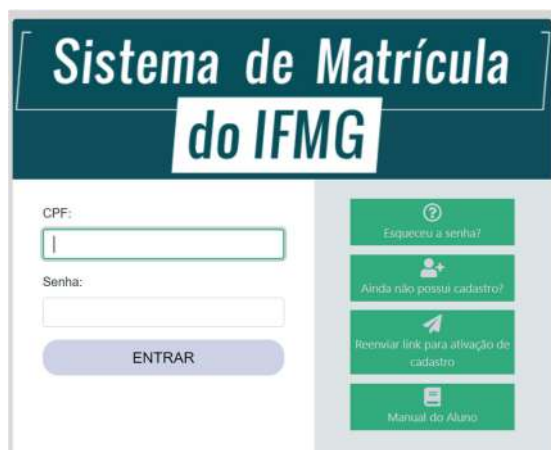 Sistema de Matrícula
do IFMG
CPF:
Senha:
ENTRAR
Esqueceu a senha?
Ainda não possui cadastro?
Reenviar link para ativação de
cadastro
Manual do Aluno